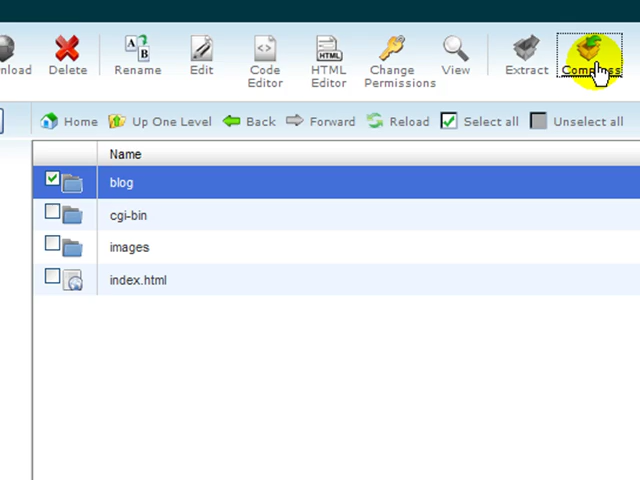 Delete Rename Edit Code Editor HTML Editor Change Permissions View Extract Compress
Home Up One Level Back Forward Reload Select all Unselect all
Name
blog
cgi-bin
images
index.html